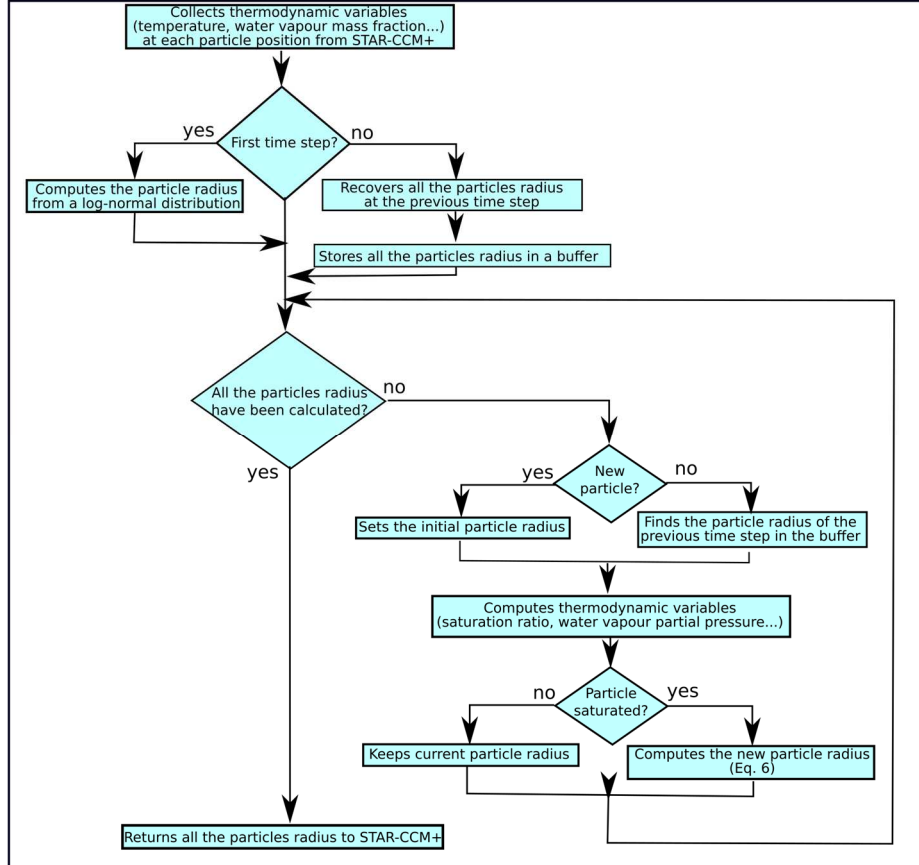 Collects thermodynamic variables
(temperature, water vapour mass fraction...)
at each particle position from STAR-CCM+
yes
First time step?
no
Computes the particle radius
from a log-normal distribution
Recovers all the particles radius
at the previous time step
Stores all the particles radius in a buffer
All the particles radius
have been calculated?
no
yes
yes
New
particle?
no
Sets the initial particle radius
Finds the particle radius of the
previous time step in the buffer
Computes thermodynamic variables
(saturation ratio, water vapour partial pressure...)
no
Particle
saturated?
yes
Keeps current particle radius
Computes the new particle radius
(Eq. 6)
Returns all the particles radius to STAR-CCM+